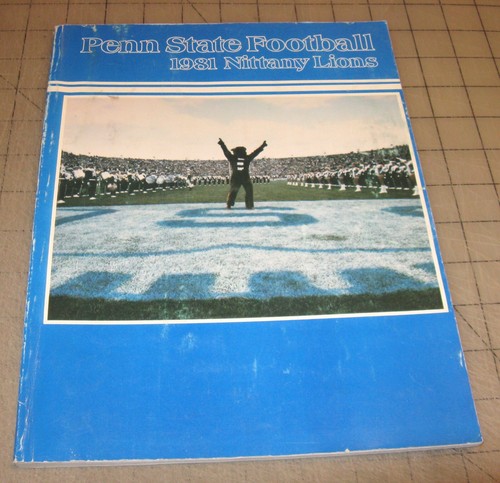 Penn State Football
1981 Nittany Lions